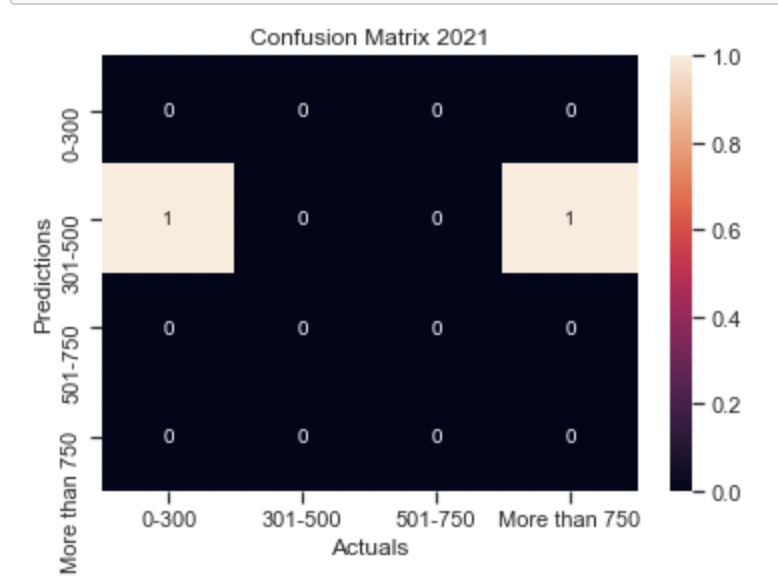 Confusion Matrix 2021
Predictions
0-300
0 0 0 0
301-500
1 0 0 1
501-750
0 0 0 0
More than 750
0 0 0 0
0-300 301-500 501-750 More than 750
Actuals
1.0
0.8
0.6
0.4
0.2
0.0